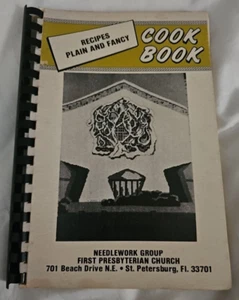 RECIPES
PLAIN AND FANCY
COOK
BOOK
NEEDLEWORK GROUP
FIRST PRESBYTERIAN CHURCH
701 Beach Drive N.E. • St. Petersburg, Fl. 33701